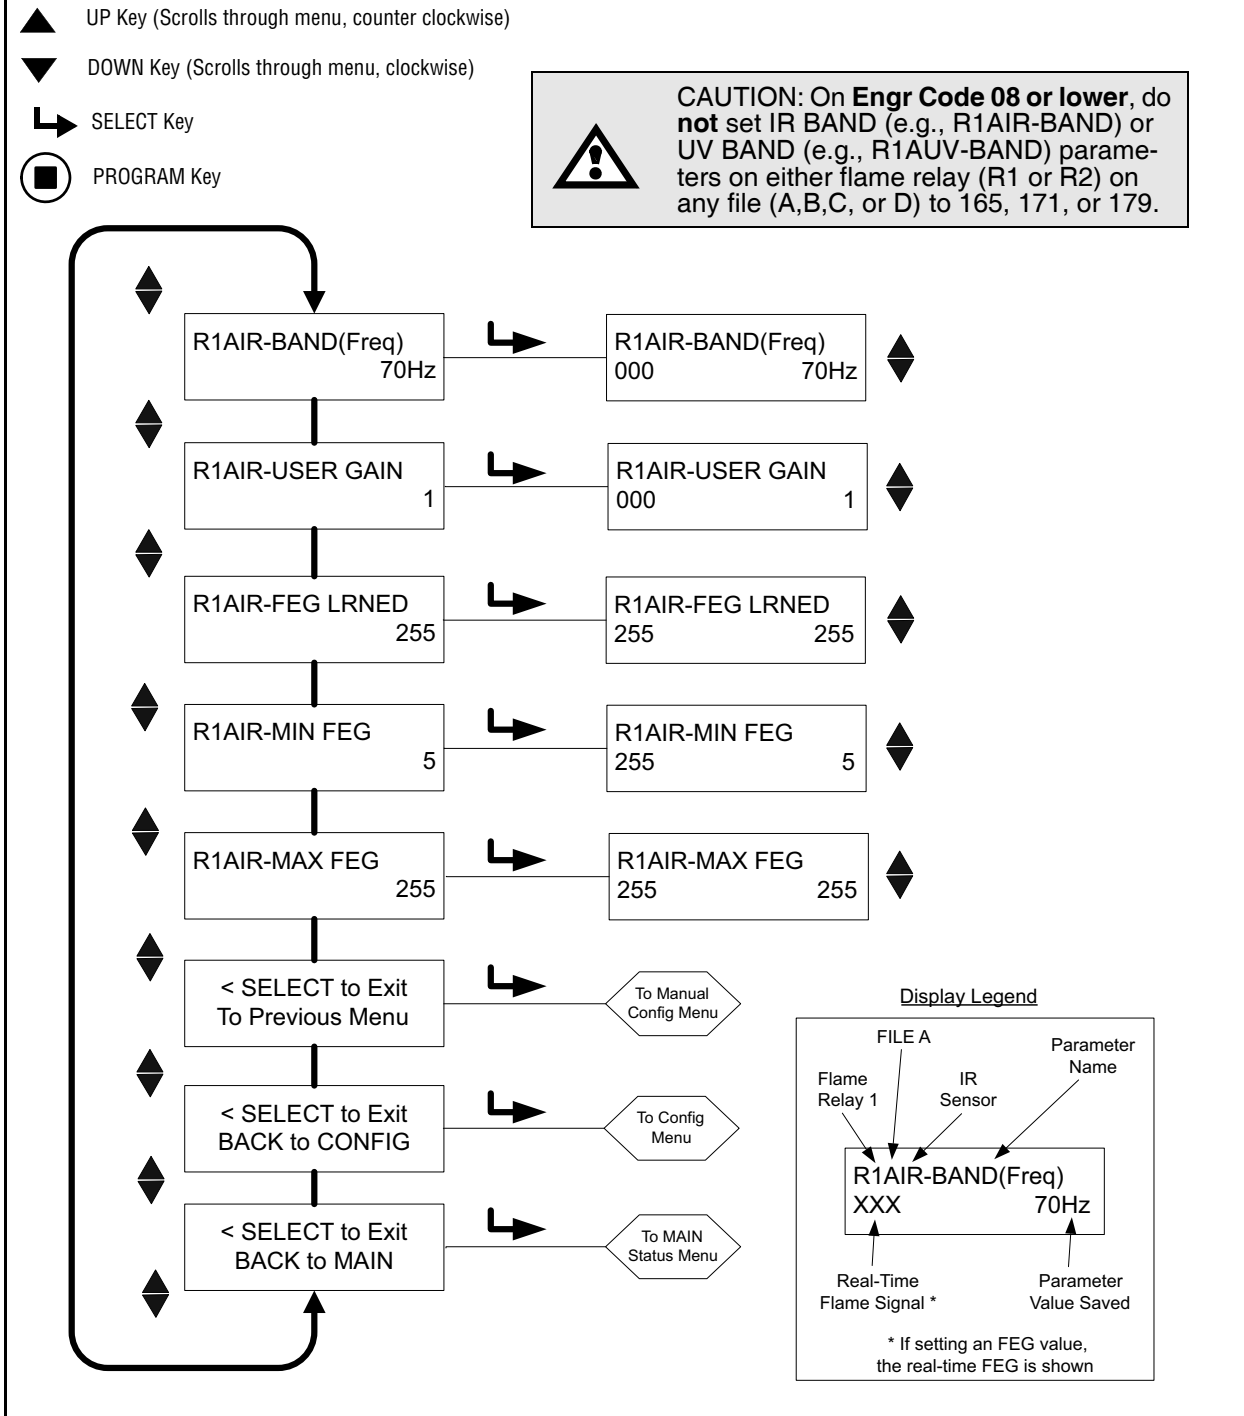 UP Key (Scrolls through menu, counter clockwise)
DOWN Key (Scrolls through menu, clockwise)
SELECT Key
PROGRAM Key
CAUTION: On Engr Code 08 or lower, do
not set IR BAND (e.g., R1AIR-BAND) or
UV BAND (e.g., R1AUV-BAND) parame-
ters on either flame relay (R1 or R2) on
any file (A,B,C, or D) to 165, 171, or 179.
R1AIR-BAND(Freq)
70Hz
R1AIR-BAND(Freq)
000 70Hz
R1AIR-USER GAIN
1
R1AIR-USER GAIN
000 1
R1AIR-FEG LRNED
255
R1AIR-FEG LRNED
255 255
R1AIR-MIN FEG
5
R1AIR-MIN FEG
255 5
R1AIR-MAX FEG
255
R1AIR-MAX FEG
255 255
< SELECT to Exit
To Previous Menu
To Manual
Config Menu
< SELECT to Exit
BACK to CONFIG
To Config
Menu
< SELECT to Exit
BACK to MAIN
To MAIN
Status Menu
Display Legend
FILE A
Parameter
Name
Flame
Relay 1
IR
Sensor
R1AIR-BAND(Freq)
XXX 70Hz
Real-Time
Flame Signal *
Parameter
Value Saved
* If setting an FEG value,
the real-time FEG is shown